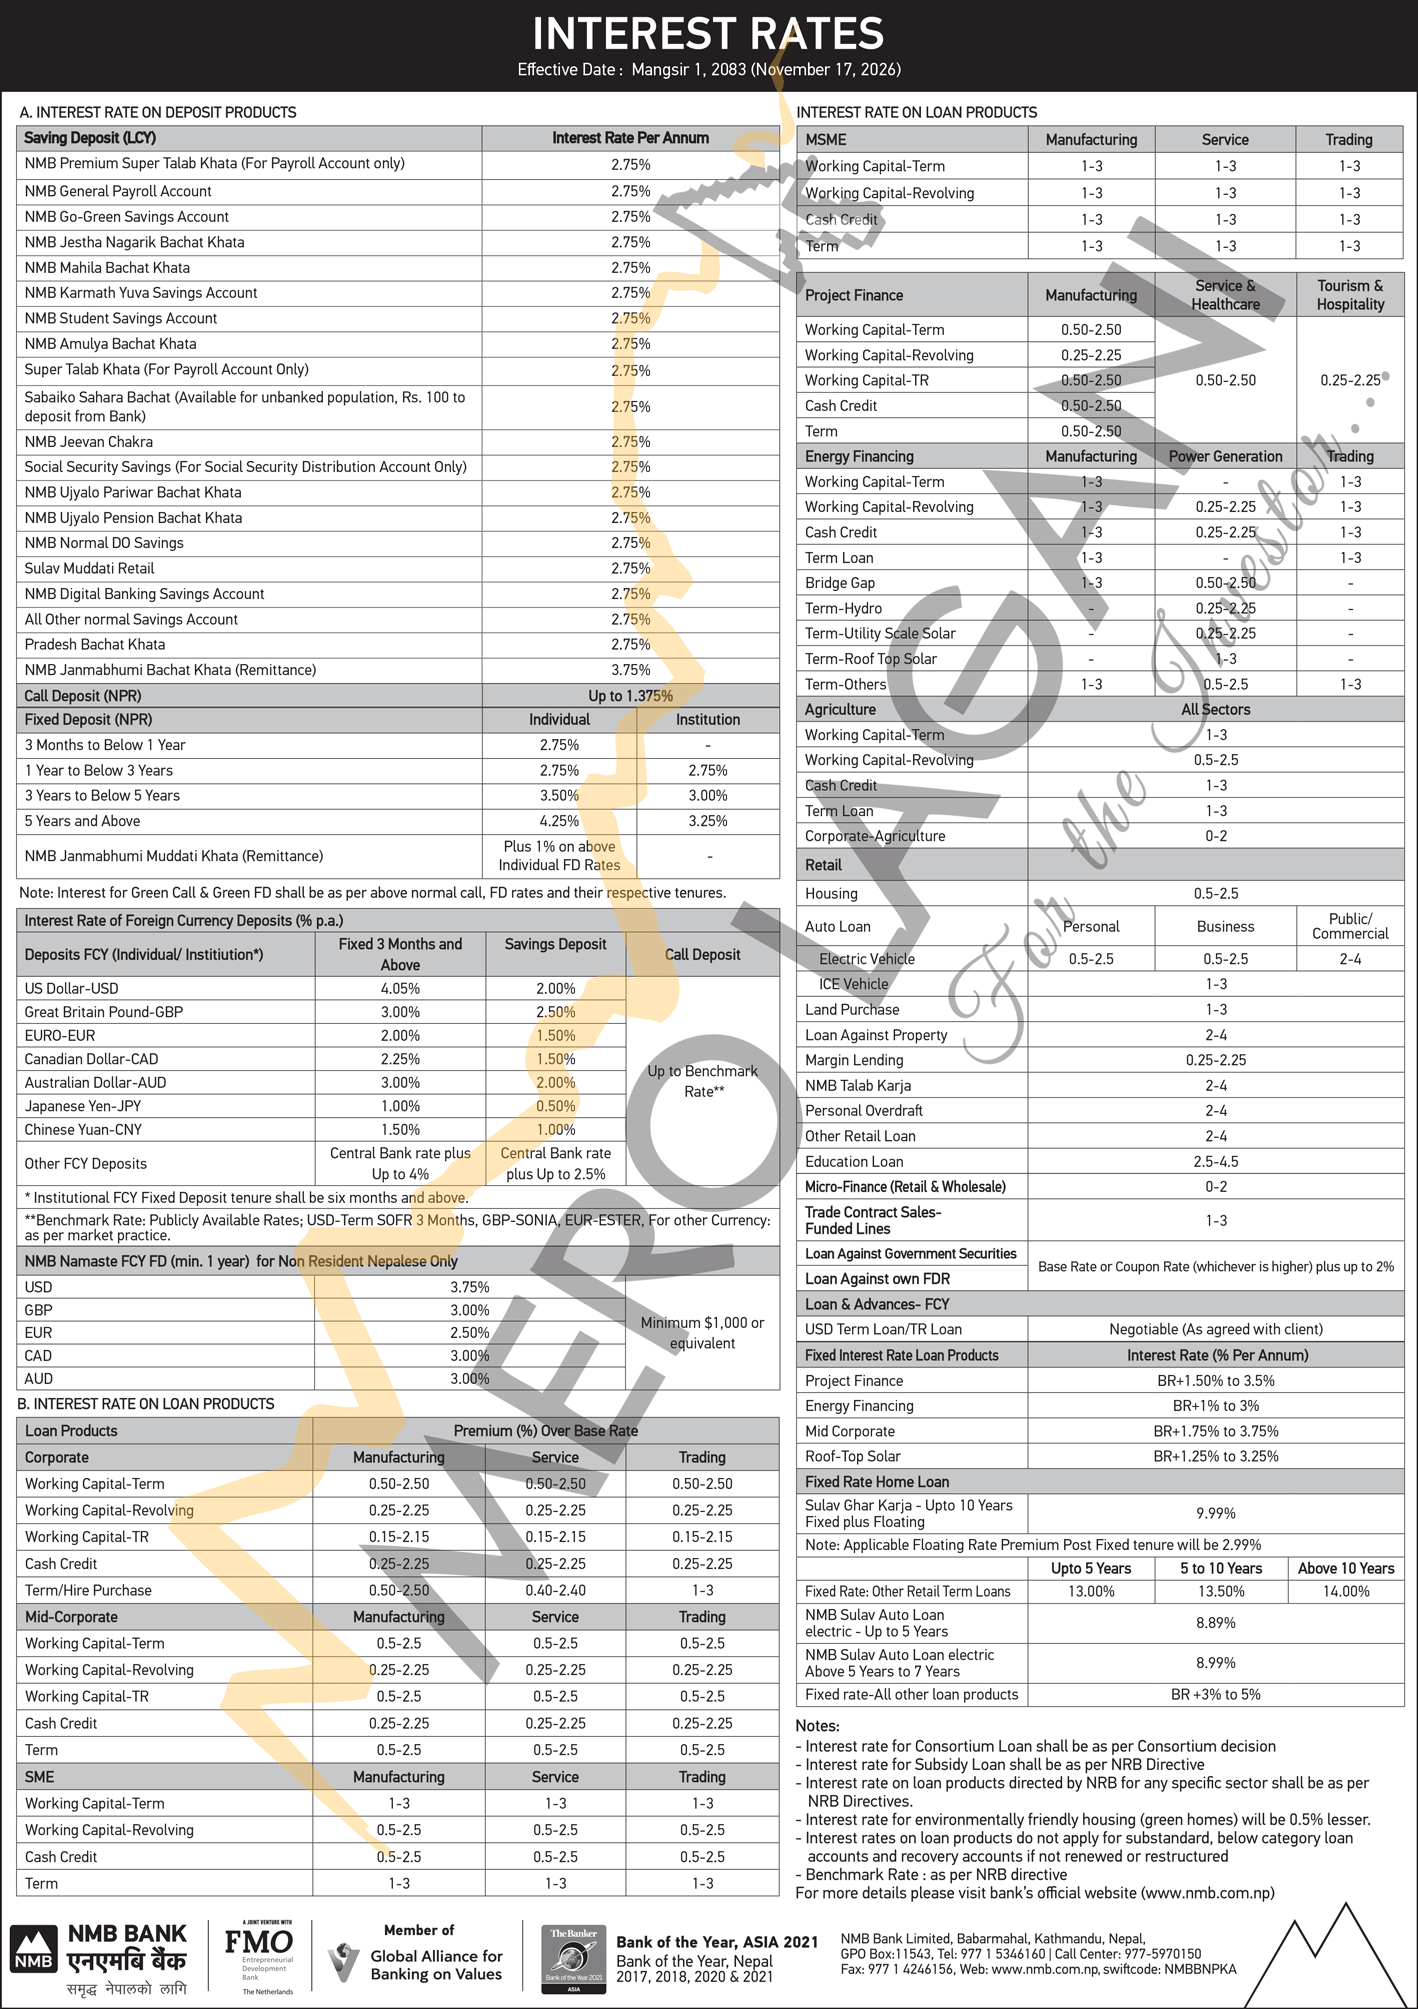 INTEREST RATES
Effective Date : Mangsir 1, 2083 (November 17, 2026)
A. INTEREST RATE ON DEPOSIT PRODUCTS
Saving Deposit (LCY) Interest Rate Per Annum
NMB Premium Super Talab Khata (For Payroll Account only) 2.75%
NMB General Payroll Account 2.75%
NMB Go-Green Savings Account 2.75%
NMB Jestha Nagarik Bachat Khata 2.75%
NMB Mahila Bachat Khata 2.75%
NMB Karmath Yuva Savings Account 2.75%
NMB Student Savings Account 2.75%
NMB Amulya Bachat Khata 2.75%
Super Talab Khata (For Payroll Account Only) 2.75%
Sabaiko Sahara Bachat (Available for unbanked population, Rs. 100 to
deposit from Bank) 2.75%
NMB Jeevan Chakra 2.75%
Social Security Savings (For Social Security Distribution Account Only) 2.75%
NMB Ujyalo Pariwar Bachat Khata 2.75%
NMB Ujyalo Pension Bachat Khata 2.75%
NMB Normal DO Savings 2.75%
Sulav Muddati Retail 2.75%
NMB Digital Banking Savings Account 2.75%
All Other normal Savings Account 2.75%
Pradesh Bachat Khata 2.75%
NMB Janmabhumi Bachat Khata (Remittance) 3.75%
Call Deposit (NPR) Up to 1.375%
Fixed Deposit (NPR) Individual Institution
3 Months to Below 1 Year 2.75% -
1 Year to Below 3 Years 2.75% 2.75%
3 Years to Below 5 Years 3.50% 3.00%
5 Years and Above 4.25% 3.25%
NMB Janmabhumi Muddati Khata (Remittance) Plus 1% on above
Individual FD Rates -
Note: Interest for Green Call & Green FD shall be as per above normal call, FD rates and their respective tenures.
Interest Rate of Foreign Currency Deposits (% p.a.)
Deposits FCY (Individual/ Institiution*) Fixed 3 Months and
Above Savings Deposit Call Deposit
US Dollar-USD 4.05% 2.00%
Great Britain Pound-GBP 3.00% 2.50%
EURO-EUR 2.00% 1.50%
Canadian Dollar-CAD 2.25% 1.50%
Australian Dollar-AUD 3.00% 2.00%
Japanese Yen-JPY 1.00% 0.50%
Chinese Yuan-CNY 1.50% 1.00%
Up to Benchmark
Rate**
Other FCY Deposits Central Bank rate plus
Up to 4% Central Bank rate
plus Up to 2.5%
* Institutional FCY Fixed Deposit tenure shall be six months and above.
**Benchmark Rate: Publicly Available Rates; USD-Term SOFR 3 Months, GBP-SONIA, EUR-ESTER, For other Currency:
as per market practice.
NMB Namaste FCY FD (min. 1 year) for Non Resident Nepalese Only
USD 3.75%
GBP 3.00%
EUR 2.50%
CAD 3.00%
AUD 3.00%
Minimum $1,000 or
equivalent
B. INTEREST RATE ON LOAN PRODUCTS
Loan Products Premium (%) Over Base Rate
Corporate Manufacturing Service Trading
Working Capital-Term 0.50-2.50 0.50-2.50 0.50-2.50
Working Capital-Revolving 0.25-2.25 0.25-2.25 0.25-2.25
Working Capital-TR 0.15-2.15 0.15-2.15 0.15-2.15
Cash Credit 0.25-2.25 0.25-2.25 0.25-2.25
Term/Hire Purchase 0.50-2.50 0.40-2.40 1-3
Mid-Corporate Manufacturing Service Trading
Working Capital-Term 0.5-2.5 0.5-2.5 0.5-2.5
Working Capital-Revolving 0.25-2.25 0.25-2.25 0.25-2.25
Working Capital-TR 0.5-2.5 0.5-2.5 0.5-2.5
Cash Credit 0.25-2.25 0.25-2.25 0.25-2.25
Term 0.5-2.5 0.5-2.5 0.5-2.5
SME Manufacturing Service Trading
Working Capital-Term 1-3 1-3 1-3
Working Capital-Revolving 0.5-2.5 0.5-2.5 0.5-2.5
Cash Credit 0.5-2.5 0.5-2.5 0.5-2.5
Term 1-3 1-3 1-3
INTEREST RATE ON LOAN PRODUCTS
MSME Manufacturing Service Trading
Working Capital-Term 1-3 1-3 1-3
Working Capital-Revolving 1-3 1-3 1-3
Cash Credit 1-3 1-3 1-3
Term 1-3 1-3 1-3
Project Finance Manufacturing Service &
Healthcare Tourism &
Hospitality
Working Capital-Term 0.50-2.50
Working Capital-Revolving 0.25-2.25
Working Capital-TR 0.50-2.50 0.50-2.50 0.25-2.25
Cash Credit 0.50-2.50
Term 0.50-2.50
Energy Financing Manufacturing Power Generation Trading
Working Capital-Term 1-3 - 1-3
Working Capital-Revolving 1-3 0.25-2.25 1-3
Cash Credit 1-3 0.25-2.25 1-3
Term Loan 1-3 - 1-3
Bridge Gap 1-3 0.50-2.50 -
Term-Hydro - 0.25-2.25 -
Term-Utility Scale Solar - 0.25-2.25 -
Term-Roof Top Solar - 1-3 -
Term-Others 1-3 0.5-2.5 1-3
Agriculture All Sectors
Working Capital-Term 1-3
Working Capital-Revolving 0.5-2.5
Cash Credit 1-3
Term Loan 1-3
Corporate-Agriculture 0-2
Retail
Housing 0.5-2.5
Auto Loan Personal Business Public/
Commercial
Electric Vehicle 0.5-2.5 0.5-2.5 2-4
ICE Vehicle 1-3
Land Purchase 1-3
Loan Against Property 2-4
Margin Lending 0.25-2.25
NMB Talab Karja 2-4
Personal Overdraft 2-4
Other Retail Loan 2-4
Education Loan 2.5-4.5
Micro-Finance (Retail & Wholesale) 0-2
Trade Contract Sales-
Funded Lines 1-3
Loan Against Government Securities
Loan Against own FDR
Base Rate or Coupon Rate (whichever is higher) plus up to 2%
Loan & Advances- FCY
USD Term Loan/TR Loan Negotiable (As agreed with client)
Fixed Interest Rate Loan Products Interest Rate (% Per Annum)
Project Finance BR+1.50% to 3.5%
Energy Financing BR+1% to 3%
Mid Corporate BR+1.75% to 3.75%
Roof-Top Solar BR+1.25% to 3.25%
Fixed Rate Home Loan
Sulav Ghar Karja - Upto 10 Years
Fixed plus Floating 9.99%
Note: Applicable Floating Rate Premium Post Fixed tenure will be 2.99%
Upto 5 Years 5 to 10 Years Above 10 Years
Fixed Rate: Other Retail Term Loans 13.00% 13.50% 14.00%
NMB Sulav Auto Loan
electric - Up to 5 Years 8.89%
NMB Sulav Auto Loan electric
Above 5 Years to 7 Years 8.99%
Fixed rate-All other loan products BR +3% to 5%
Notes:
- Interest rate for Consortium Loan shall be as per Consortium decision
- Interest rate for Subsidy Loan shall be as per NRB Directive
- Interest rate on loan products directed by NRB for any specific sector shall be as per
NRB Directives.
- Interest rate for environmentally friendly housing (green homes) will be 0.5% lesser.
- Interest rates on loan products do not apply for substandard, below category loan
accounts and recovery accounts if not renewed or restructured
- Benchmark Rate : as per NRB directive
For more details please visit bank's official website (www.nmb.com.np)
MERO LAGANI
For the Investor...
NMB
NMB BANK
एनएमबि बैंक
समृद्ध नेपालको लागि
A JOINT VENTURE WITH
FMO
Entrepreneurial
Development
Bank
The Netherlands
Member of
Global Alliance for
Banking on Values
The Banker
Bank of the Year 2021
ASIA
Bank of the Year, ASIA 2021
Bank of the Year, Nepal
2017, 2018, 2020 & 2021
NMB Bank Limited, Babarmahal, Kathmandu, Nepal,
GPO Box:11543, Tel: 977 1 5346160 | Call Center: 977-5970150
Fax: 977 1 4246156, Web: www.nmb.com.np, swiftcode: NMBBNPKA